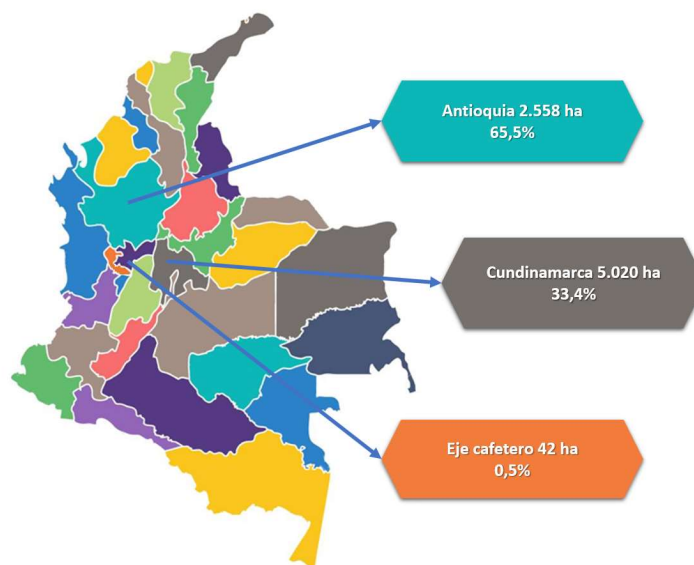 Antioquia 2.558 ha
65,5%
Cundinamarca 5.020 ha
33,4%
Eje cafetero 42 ha
0,5%